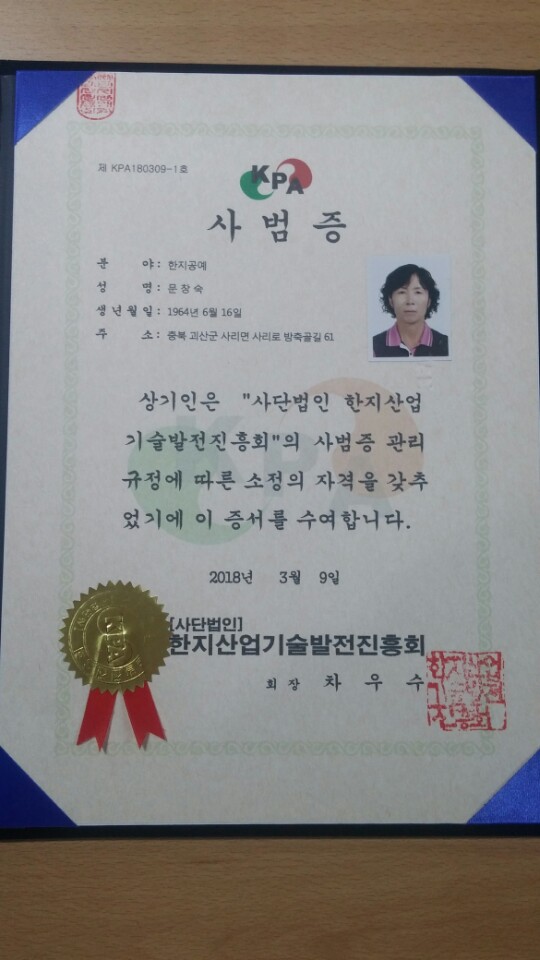 제 KPA180309-1호
KPA
사범증
분 야 : 한지공예
성 명 : 문창숙
생년월일 : 1964년 6월 16일
주 소 : 중북 괴산군 사리면 사리로 방축골길 61
상기인은 "사단법인 한지산업
기술발전진흥회"의 사범증 관리
규정에 따른 소정의 자격을 갖추
었기에 이 증서를 수여합니다.
2018년 3월 9일
[사단법인]
한지산업기술발전진흥회
회장 차우수